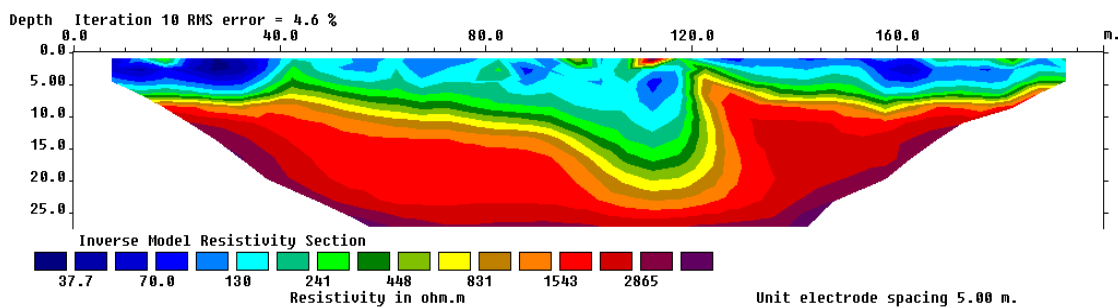 Depth Iteration 10 RMS error = 4.6 %
0.0 40.0 80.0 120.0 160.0 m.
0.0
5.00
10.0
15.0
20.0
25.0
Inverse Model Resistivity Section
37.7 70.0 130 241 448 831 1543 2865
Resistivity in ohm.m Unit electrode spacing 5.00 m.